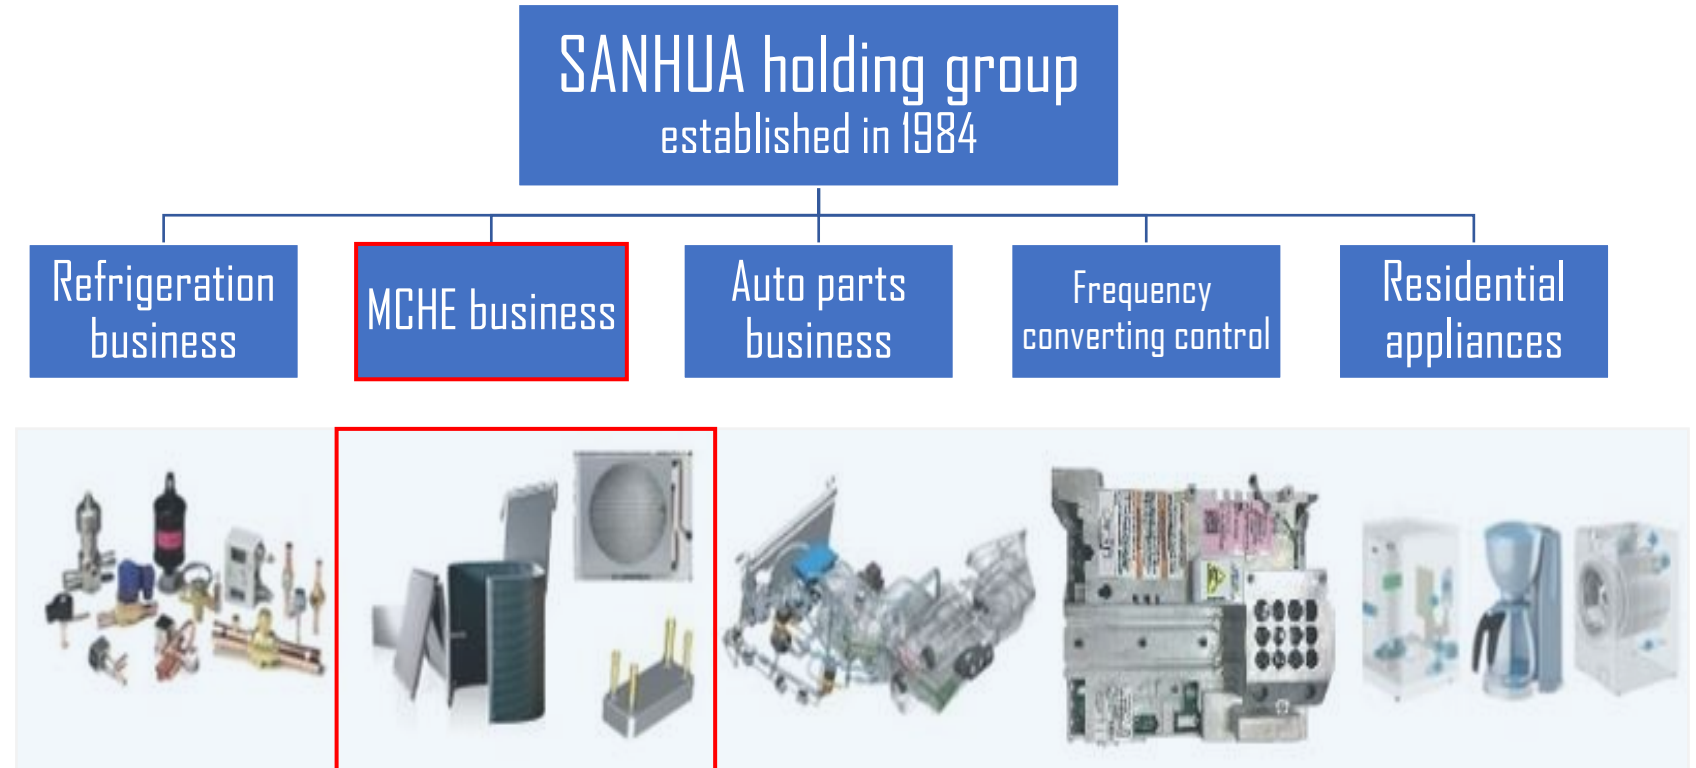 SANHUA holding group
established in 1984
Refrigeration
business
MCHE business
Auto parts
business
Frequency
converting control
Residential
appliances